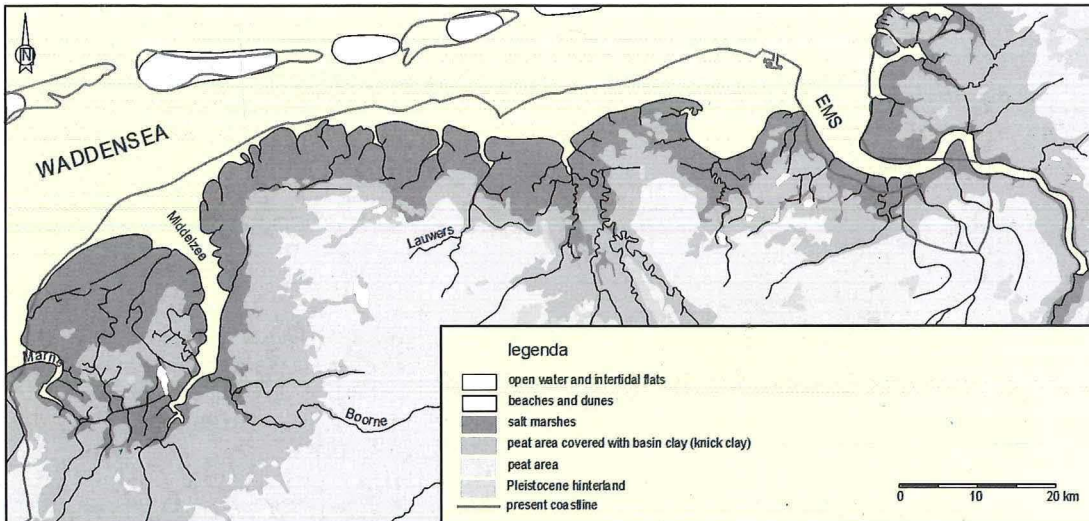 N
WADDENSEA
EMS
Middelzee
Lauwers
Marne
Boorne
legenda
open water and intertidal flats
beaches and dunes
salt marshes
peat area covered with basin clay (knick clay)
peat area
Pleistocene hinterland
present coastline
0 10 20 km